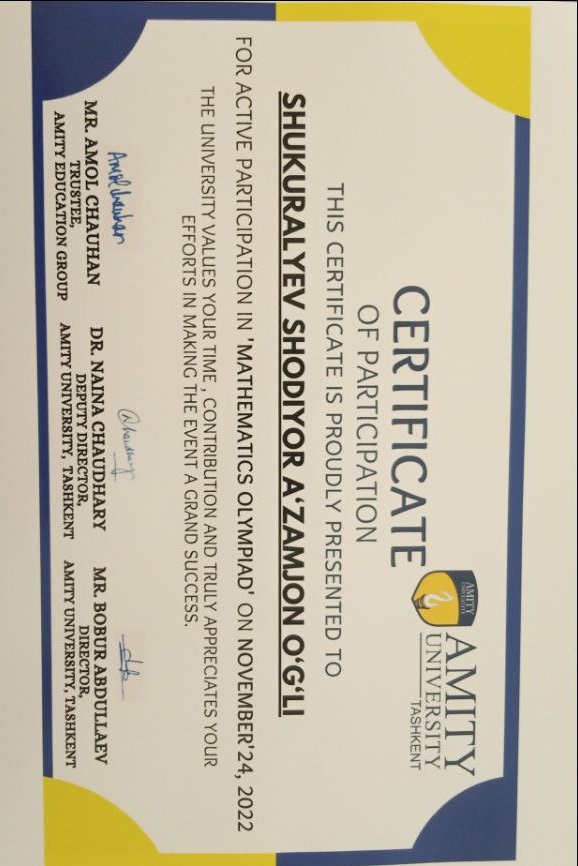 AMITY
UNIVERSITY
AMITY
UNIVERSITY
TASHKENT
CERTIFICATE
OF PARTICIPATION
THIS CERTIFICATE IS PROUDLY PRESENTED TO
SHUKURALYEV SHODIYOR A‘ZAMJON O‘G‘LI
FOR ACTIVE PARTICIPATION IN 'MATHEMATICS OLYMPIAD' ON NOVEMBER'24, 2022
THE UNIVERSITY VALUES YOUR TIME , CONTRIBUTION AND TRULY APPRECIATES YOUR
EFFORTS IN MAKING THE EVENT A GRAND SUCCESS.
Amol Chauhan
MR. AMOL CHAUHAN
TRUSTEE,
AMITY EDUCATION GROUP
DR. NAINA CHAUDHARY
DEPUTY DIRECTOR,
AMITY UNIVERSITY, TASHKENT
MR. BOBUR ABDULLAEV
DIRECTOR,
AMITY UNIVERSITY, TASHKENT